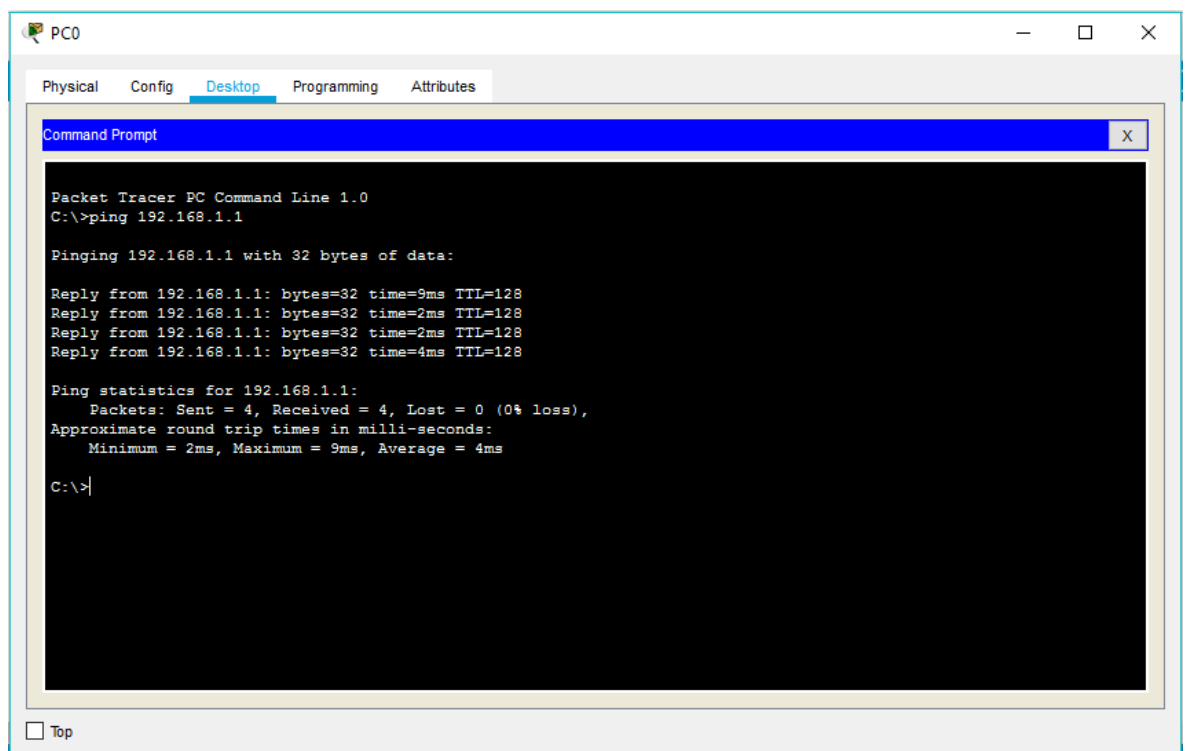 PC0
Physical Config Desktop Programming Attributes
Command Prompt X
Packet Tracer PC Command Line 1.0
C:\>ping 192.168.1.1
Pinging 192.168.1.1 with 32 bytes of data:
Reply from 192.168.1.1: bytes=32 time=9ms TTL=128
Reply from 192.168.1.1: bytes=32 time=2ms TTL=128
Reply from 192.168.1.1: bytes=32 time=2ms TTL=128
Reply from 192.168.1.1: bytes=32 time=4ms TTL=128
Ping statistics for 192.168.1.1:
Packets: Sent = 4, Received = 4, Lost = 0 (0% loss),
Approximate round trip times in milli-seconds:
Minimum = 2ms, Maximum = 9ms, Average = 4ms
C:\>
Top